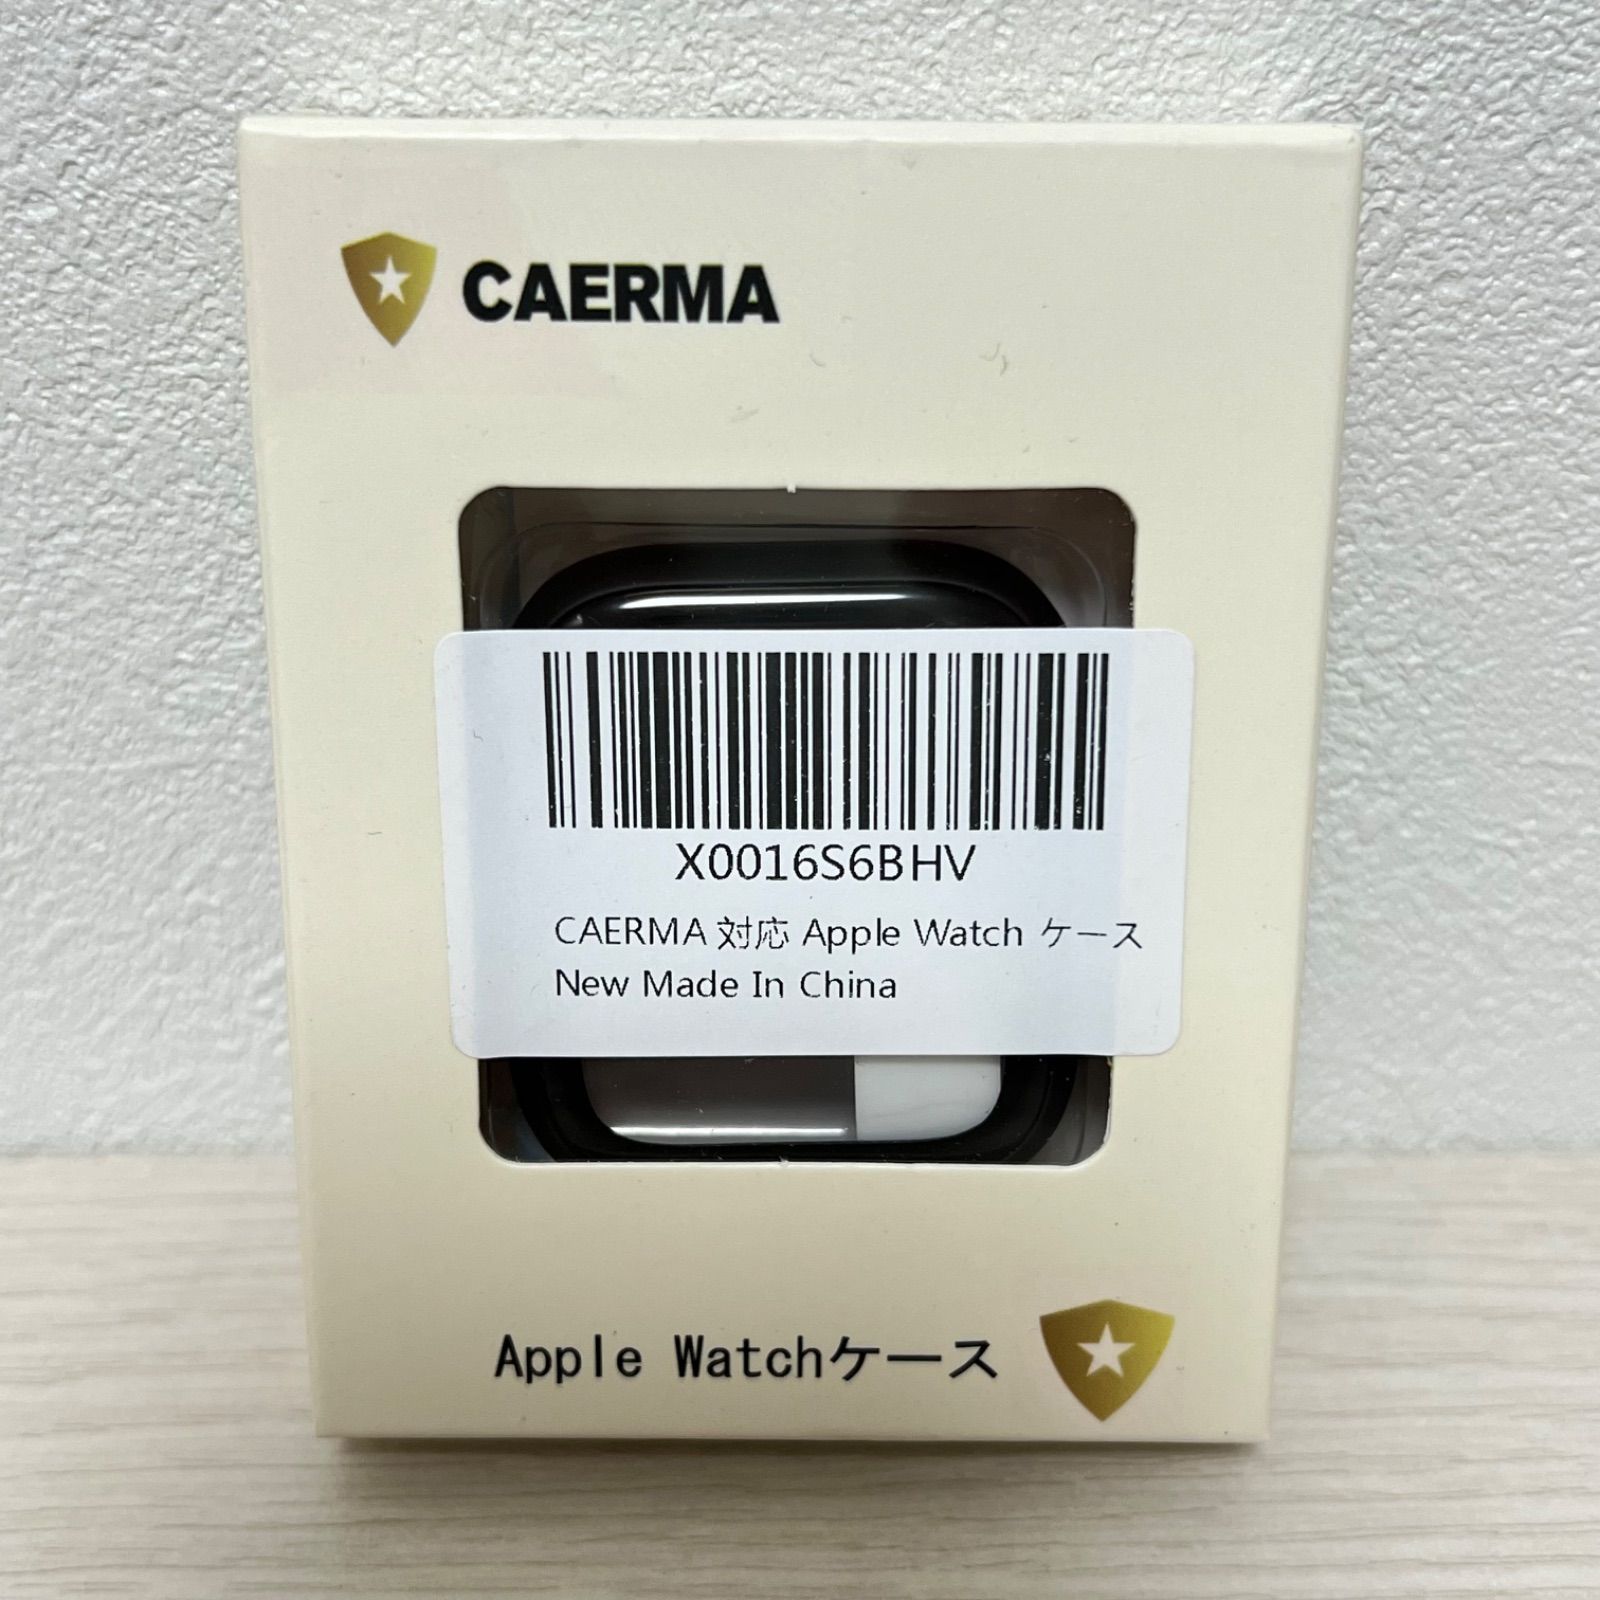 CAERMA
X0016S6BHV
CAERMA 対応 Apple Watch ケース
New Made In China
Apple Watchケース